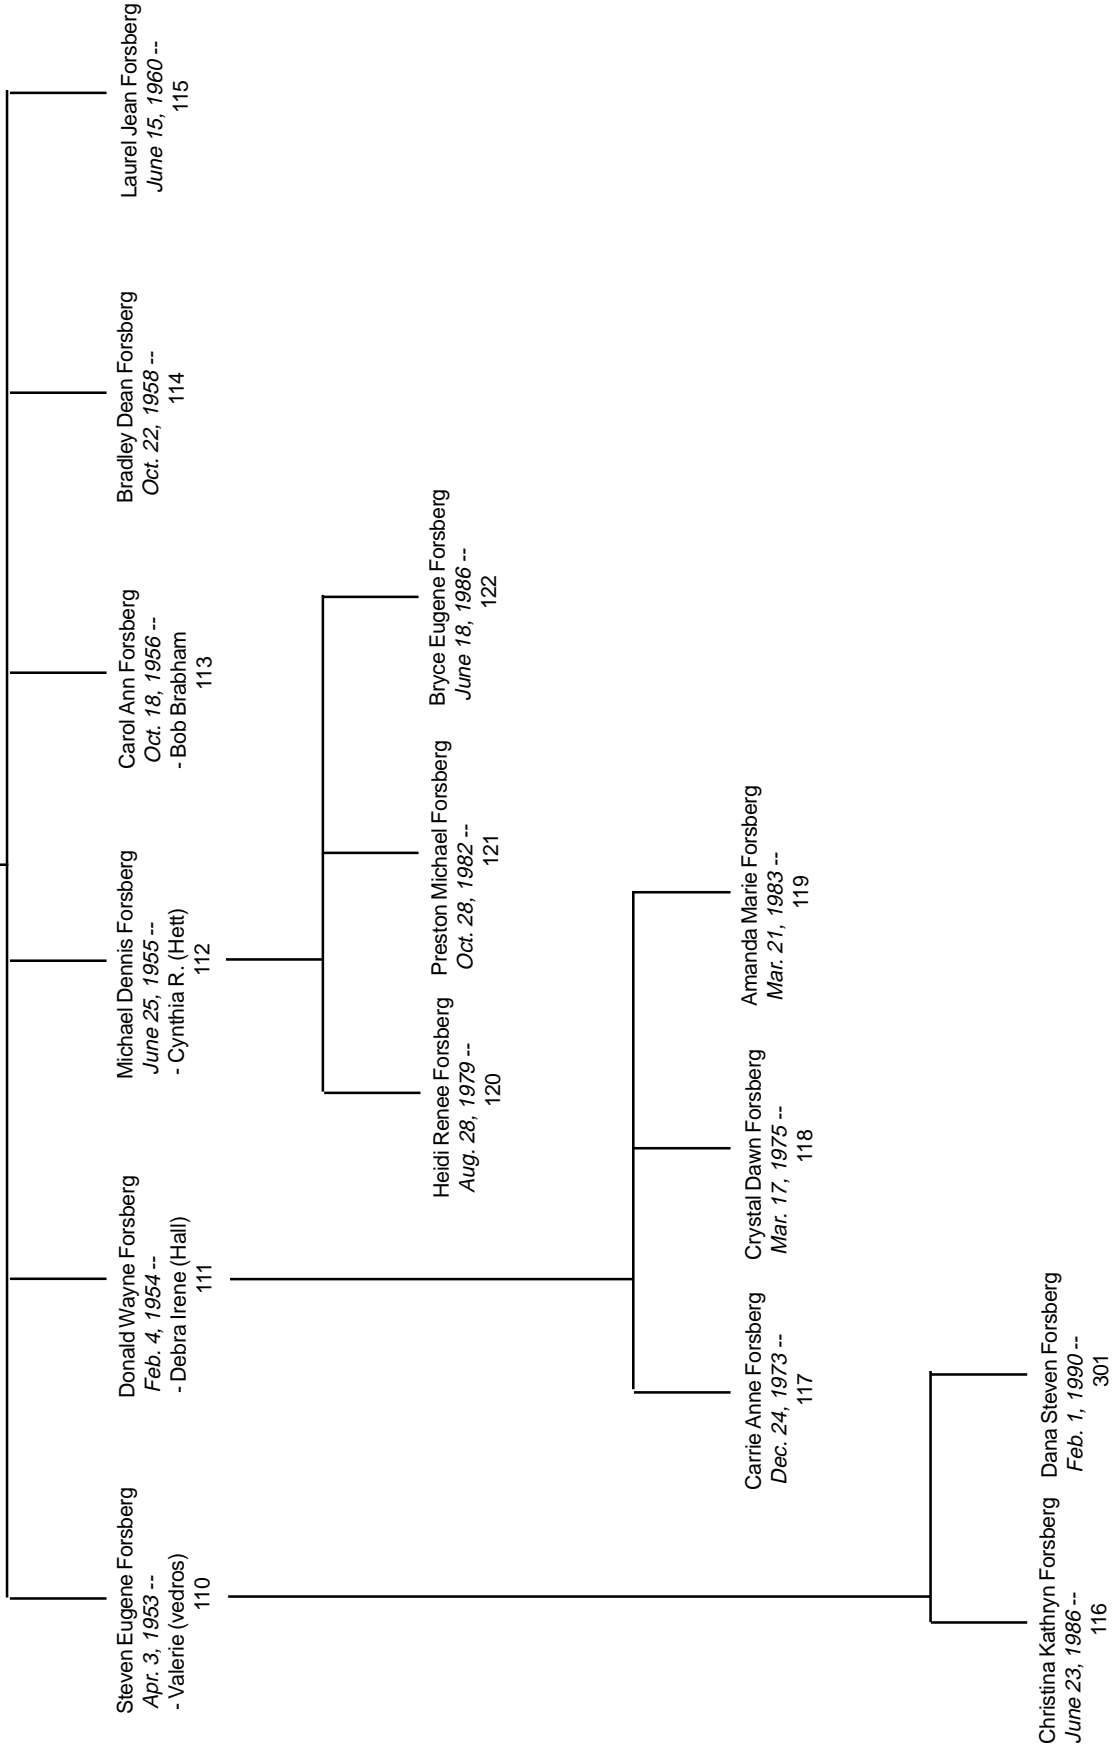 Steven Eugene Forsberg
Apr. 3, 1953 --
- Valerie (vedros)
110
Donald Wayne Forsberg
Feb. 4, 1954 --
- Debra Irene (Hall)
111
Michael Dennis Forsberg
June 25, 1955 --
- Cynthia R. (Hett)
112
Carol Ann Forsberg
Oct. 18, 1956 --
- Bob Brabham
113
Bradley Dean Forsberg
Oct. 22, 1958 --
114
Laurel Jean Forsberg
June 15, 1960 --
115
Heidi Renee Forsberg
Aug. 28, 1979 --
120
Preston Michael Forsberg
Oct. 28, 1982 --
121
Bryce Eugene Forsberg
June 18, 1986 --
122
Carrie Anne Forsberg
Dec. 24, 1973 --
117
Crystal Dawn Forsberg
Mar. 17, 1975 --
118
Amanda Marie Forsberg
Mar. 21, 1983 --
119
Christina Kathryn Forsberg
June 23, 1986 --
116
Dana Steven Forsberg
Feb. 1, 1990 --
301